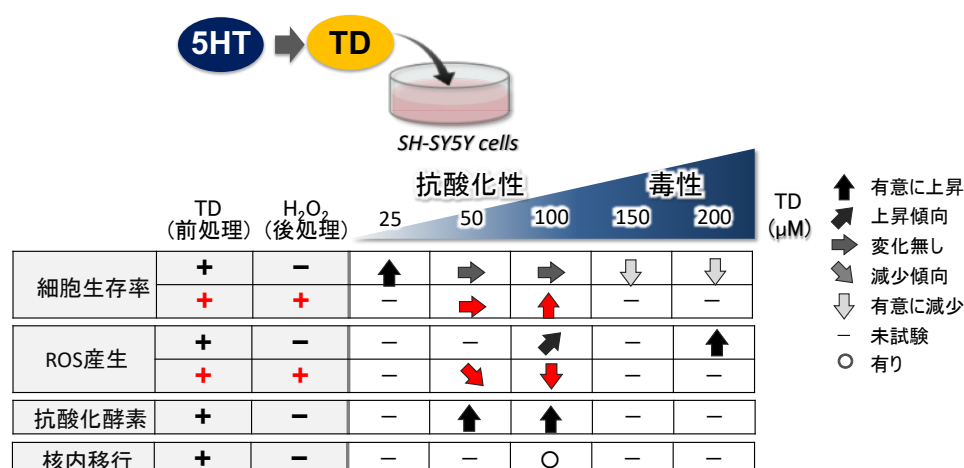 5HT TD
SH-SY5Y cells
抗酸化性 毒性
TD (前処理) H₂O₂ (後処理) 25 50 100 150 200 TD (μM)
細胞生存率 + −
+ + − − −
ROS産生 + − − − −
+ + − − −
抗酸化酵素 + − − − −
核内移行 + − − − ○ − −
有意に上昇
上昇傾向
変化無し
減少傾向
有意に減少
− 未試験
○ 有り